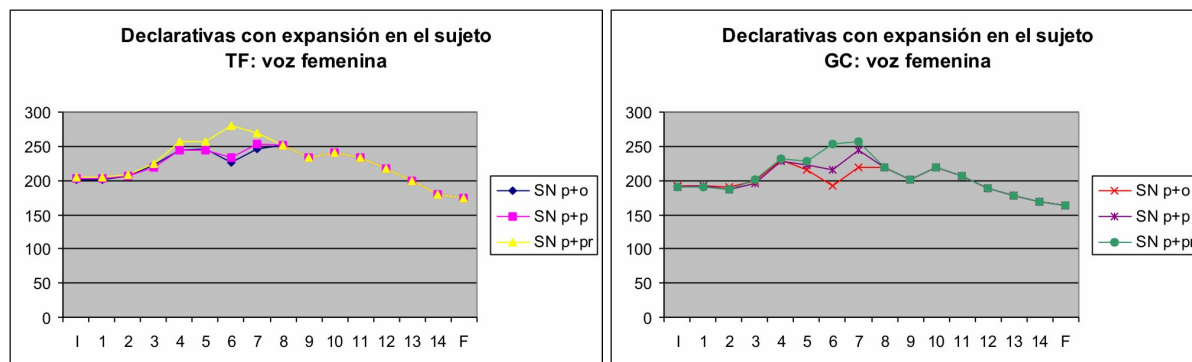 Declarativas con expansión en el sujeto
TF: voz femenina
300
250
200
150
100
50
0
I 1 2 3 4 5 6 7 8 9 10 11 12 13 14 F
SN p+o
SN p+p
SN p+pr
Declarativas con expansión en el sujeto
GC: voz femenina
300
250
200
150
100
50
0
I 1 2 3 4 5 6 7 8 9 10 11 12 13 14 F
SN p+o
SN p+p
SN p+pr